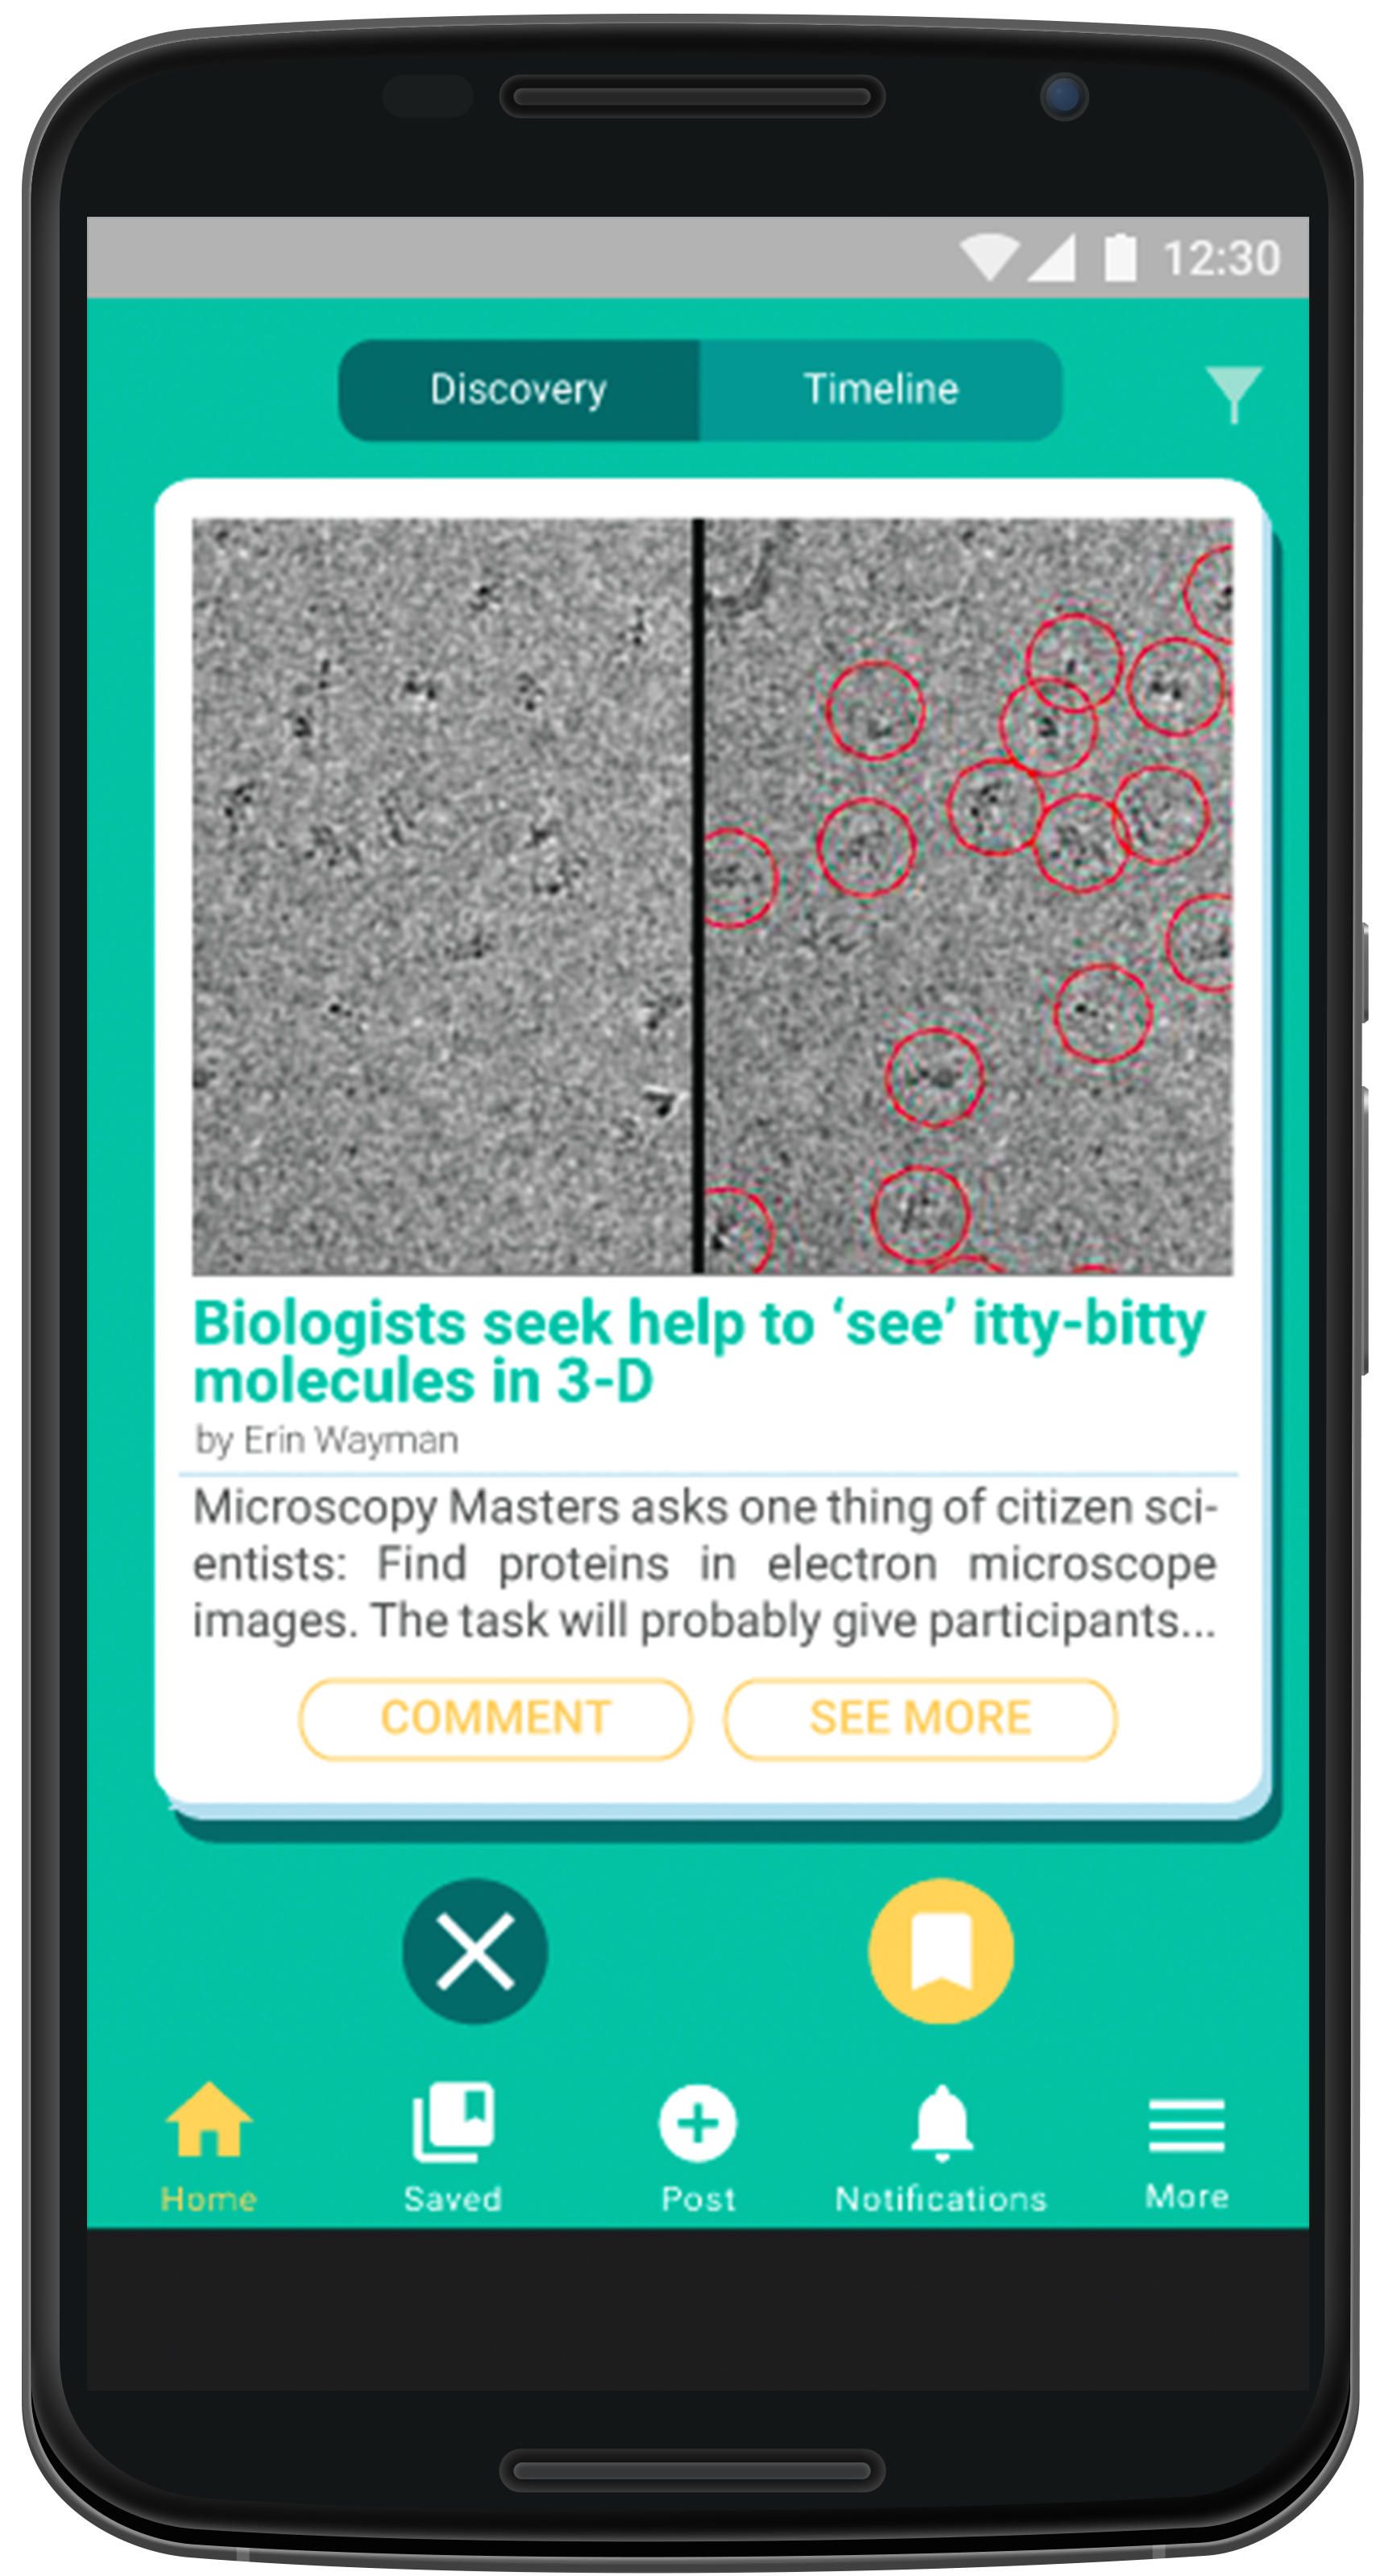 12:30
Discovery
Timeline
Biologists seek help to ‘see’ itty-bitty
molecules in 3-D
by Erin Wayman
Microscopy Masters asks one thing of citizen sci-
entists: Find proteins in electron microscope
images. The task will probably give participants...
COMMENT
SEE MORE
Home
Saved
Post
Notifications
More